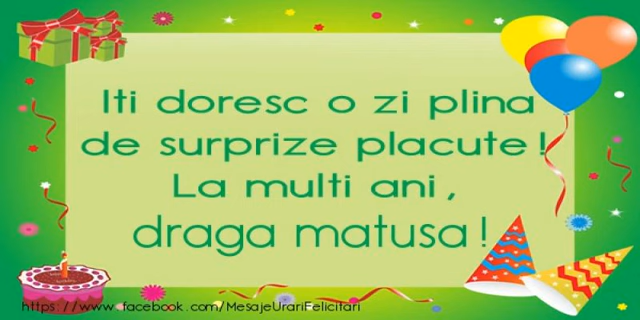 Iti doresc o zi plina
de surprize placute!
La multi ani,
draga matusa!
https://www.facebook.com/MesajeUrariFelicitari